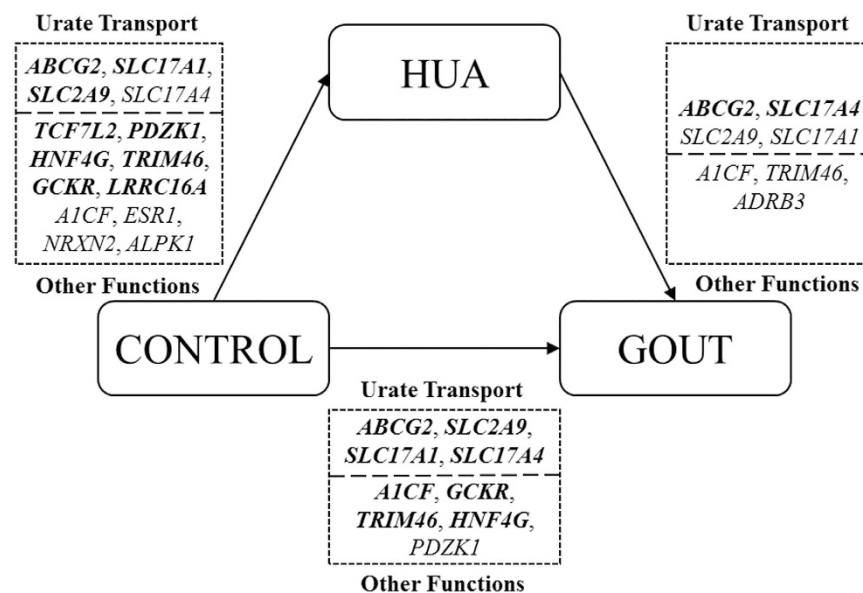 Urate Transport
ABCG2, SLC17A1,
SLC2A9, SLC17A4
TCF7L2, PDZK1,
HNF4G, TRIM46,
GCKR, LRRC16A
A1CF, ESR1,
NRXN2, ALPK1
Other Functions
HUA
Urate Transport
ABCG2, SLC17A4
SLC2A9, SLC17A1
A1CF, TRIM46,
ADRB3
Other Functions
CONTROL
GOUT
Urate Transport
ABCG2, SLC2A9,
SLC17A1, SLC17A4
A1CF, GCKR,
TRIM46, HNF4G,
PDZK1
Other Functions